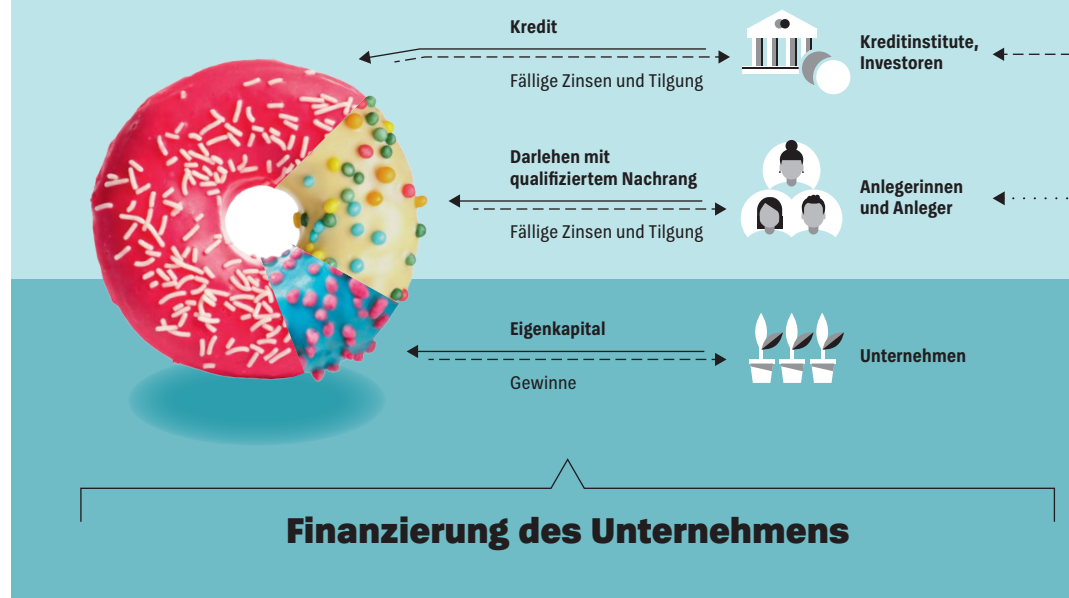 Kredit
Fällige Zinsen und Tilgung
Kreditinstitute,
Investoren
Darlehen mit
qualifiziertem Nachrang
Fällige Zinsen und Tilgung
Anlegerinnen
und Anleger
Eigenkapital
Gewinne
Unternehmen
Finanzierung des Unternehmens